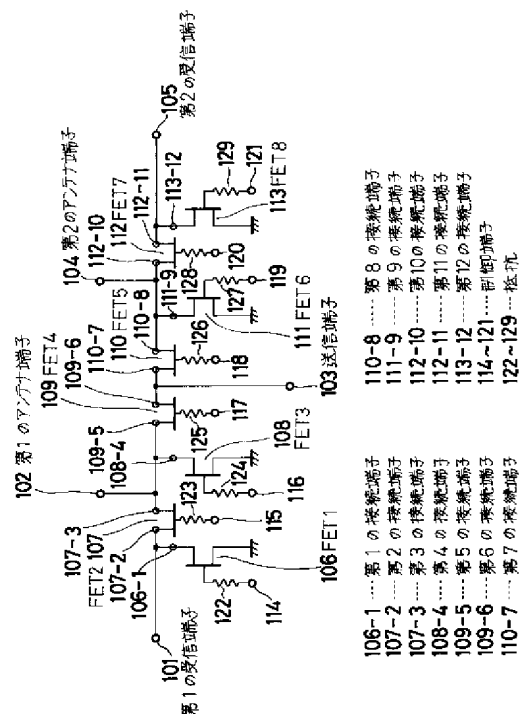 102 第1のアンテナ端子
104 第2のアンテナ端子
101
第1の受信端子
105
第2の受信端子
103 送信端子
FET2
107
107-3
107-2
106-1
106 FET1
122
114
123
115
108-4
108
FET3
124
116
109 FET4
109-5
109-6
125
117
110 FET5
110-7
110-8
126
118
111-9
111 FET6
127
119
112 FET7
112-10
112-11
128
120
113-12
113 FET8
129
121
106-1……第1の接続端子
107-2……第2の接続端子
107-3……第3の接続端子
108-4……第4の接続端子
109-5……第5の接続端子
109-6……第6の接続端子
110-7……第7の接続端子
110-8……第8の接続端子
111-9……第9の接続端子
112-10……第10の接続端子
112-11……第11の接続端子
113-12……第12の接続端子
114~121……制御端子
122~129……抵抗